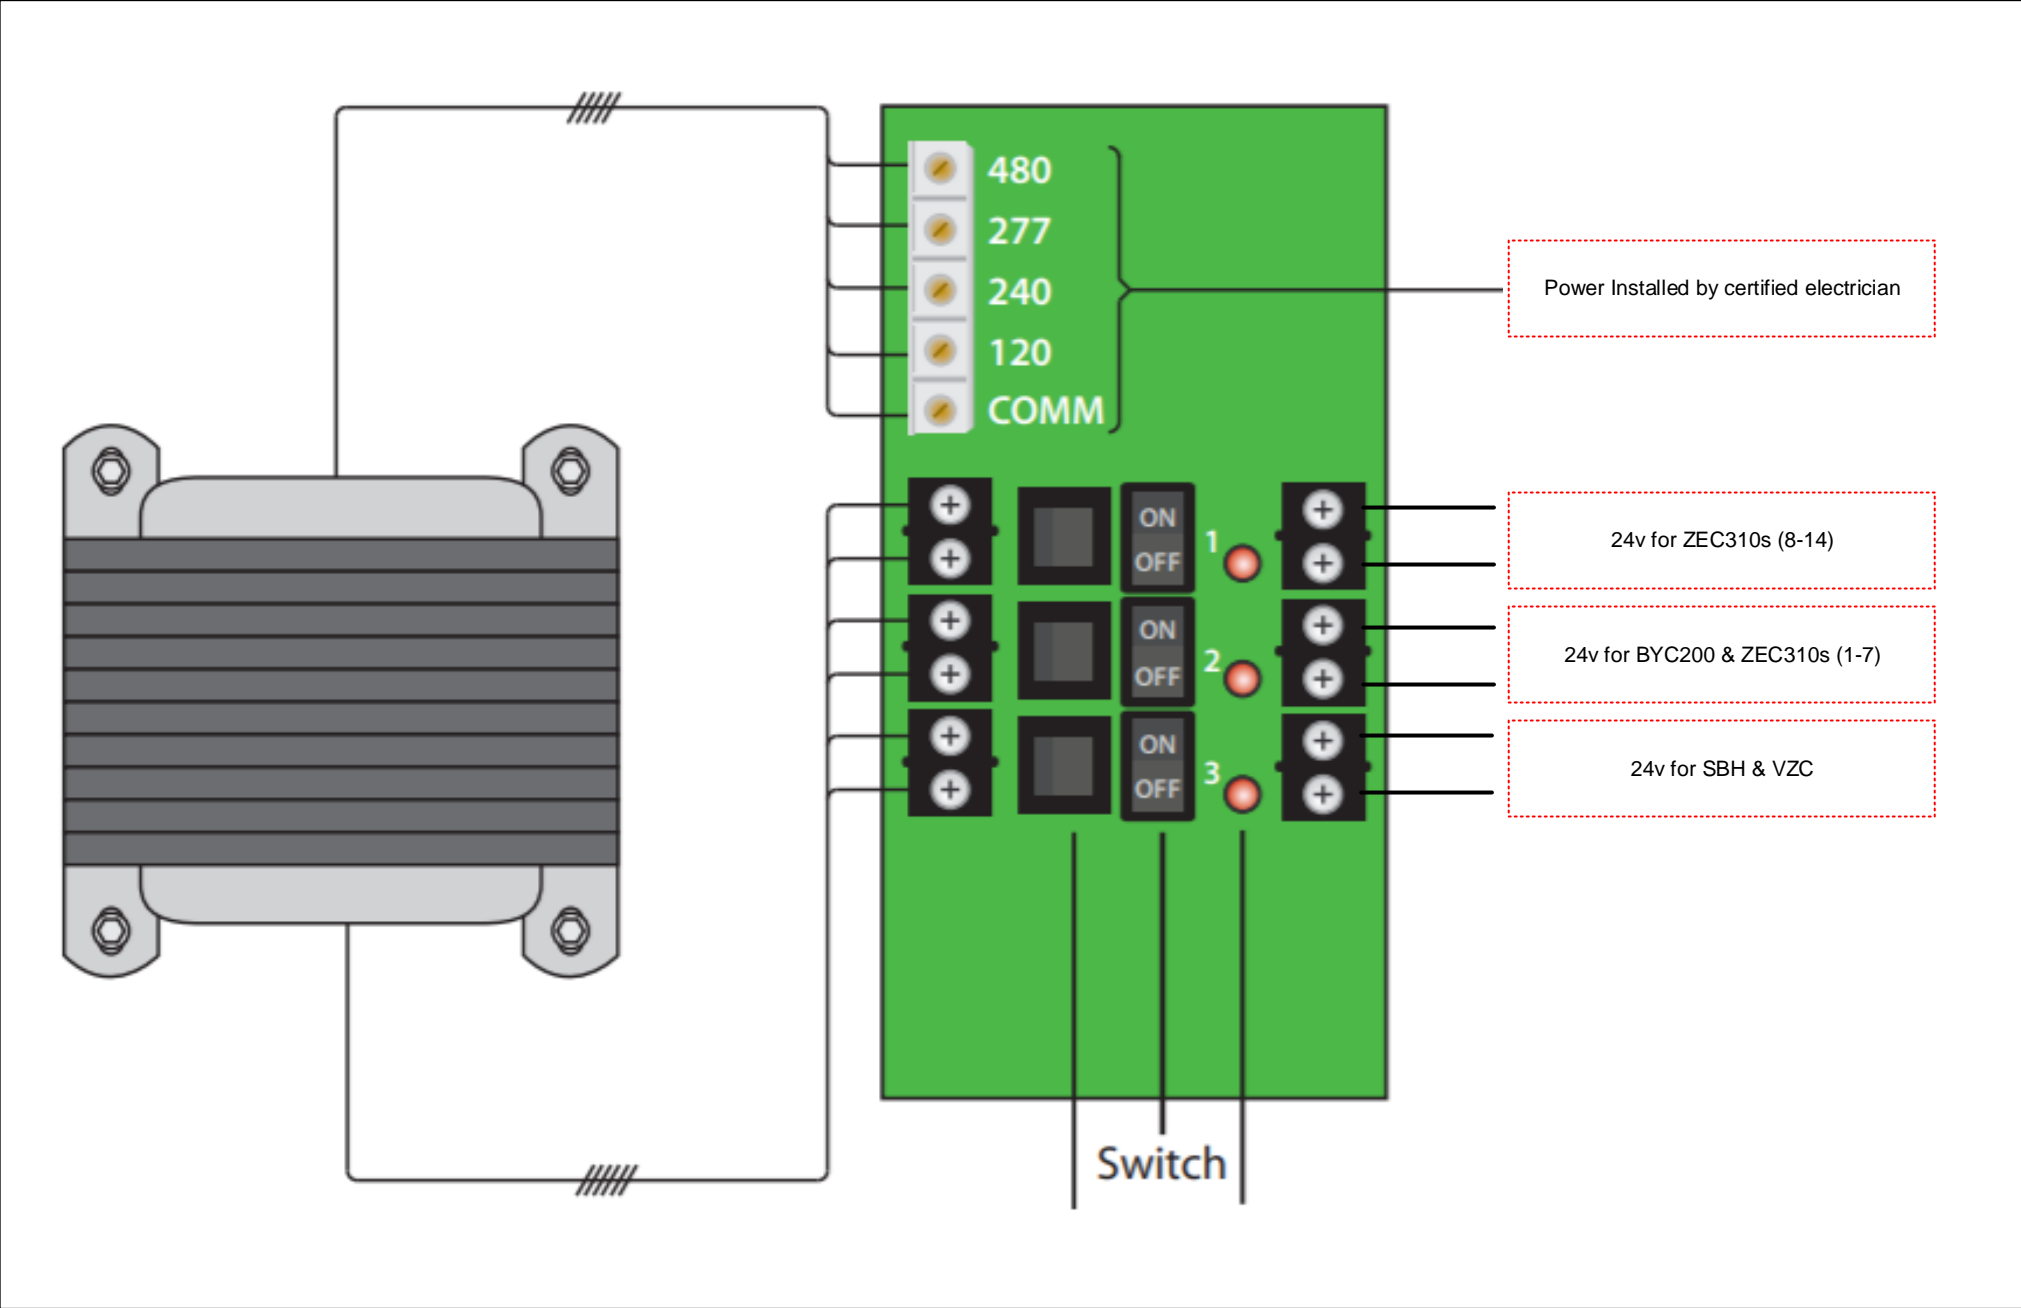 480
277
240
120
COMM
Power Installed by certified electrician
ON
OFF
1
24v for ZEC310s (8-14)
ON
OFF
2
24v for BYC200 & ZEC310s (1-7)
ON
OFF
3
24v for SBH & VZC
Switch